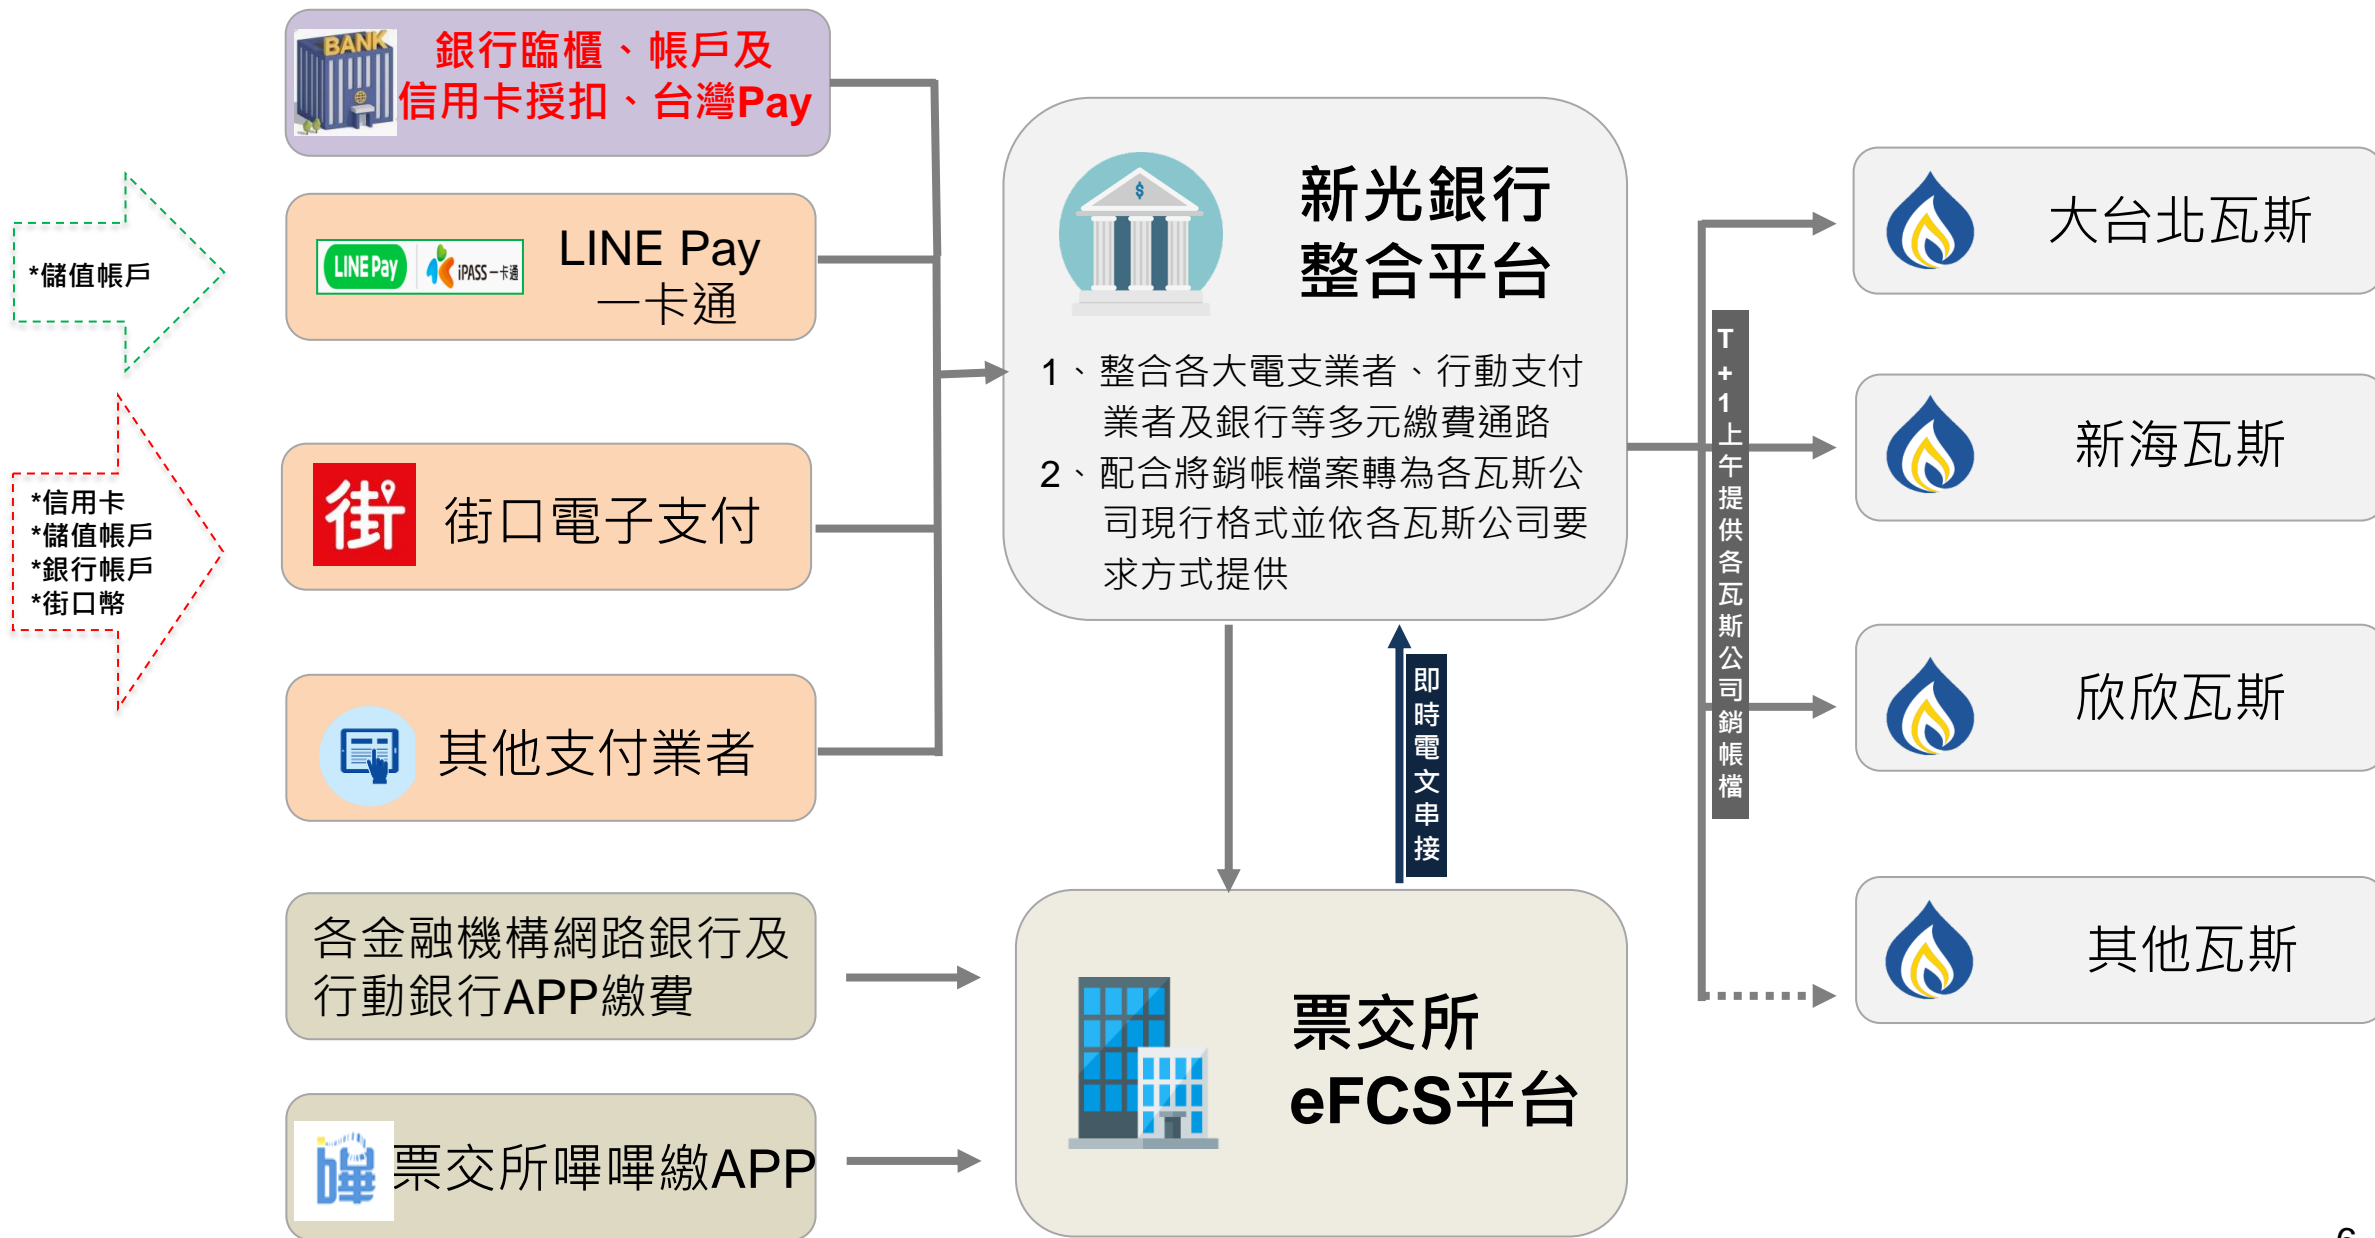 BANK
銀行臨櫃、帳戶及
信用卡授扣、台灣Pay
*儲值帳戶
LINE Pay
iPASS 一卡通
LINE Pay
一卡通
*信用卡
*儲值帳戶
*銀行帳戶
*街口幣
街
街口電子支付
其他支付業者
各金融機構網路銀行及
行動銀行APP繳費
嗶
票交所嗶嗶繳APP
新光銀行
整合平台
1、整合各大電支業者、行動支付
業者及銀行等多元繳費通路
2、配合將銷帳檔案轉為各瓦斯公
司現行格式並依各瓦斯公司要
求方式提供
即時電文串接
票交所
eFCS平台
T+1上午提供各瓦斯公司銷帳檔
大台北瓦斯
新海瓦斯
欣欣瓦斯
其他瓦斯
6